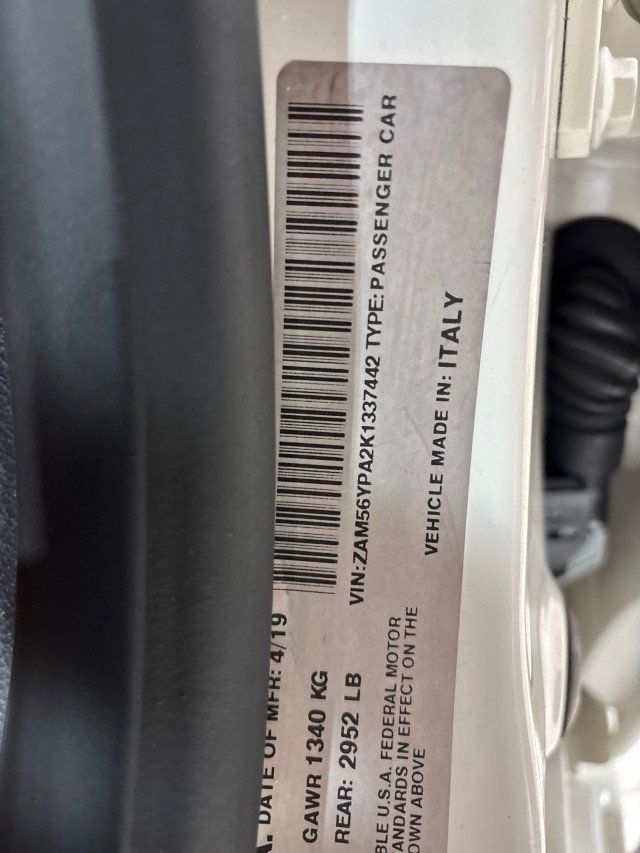 A. DATE OF MFR: 4/19
GAWR 1340 KG
REAR: 2952 LB
VIN:ZAM56YPA2K1337442 TYPE:PASSENGER CAR
BLE U.S.A. FEDERAL MOTOR
ANDARDS IN EFFECT ON THE
OWN ABOVE
VEHICLE MADE IN: ITALY